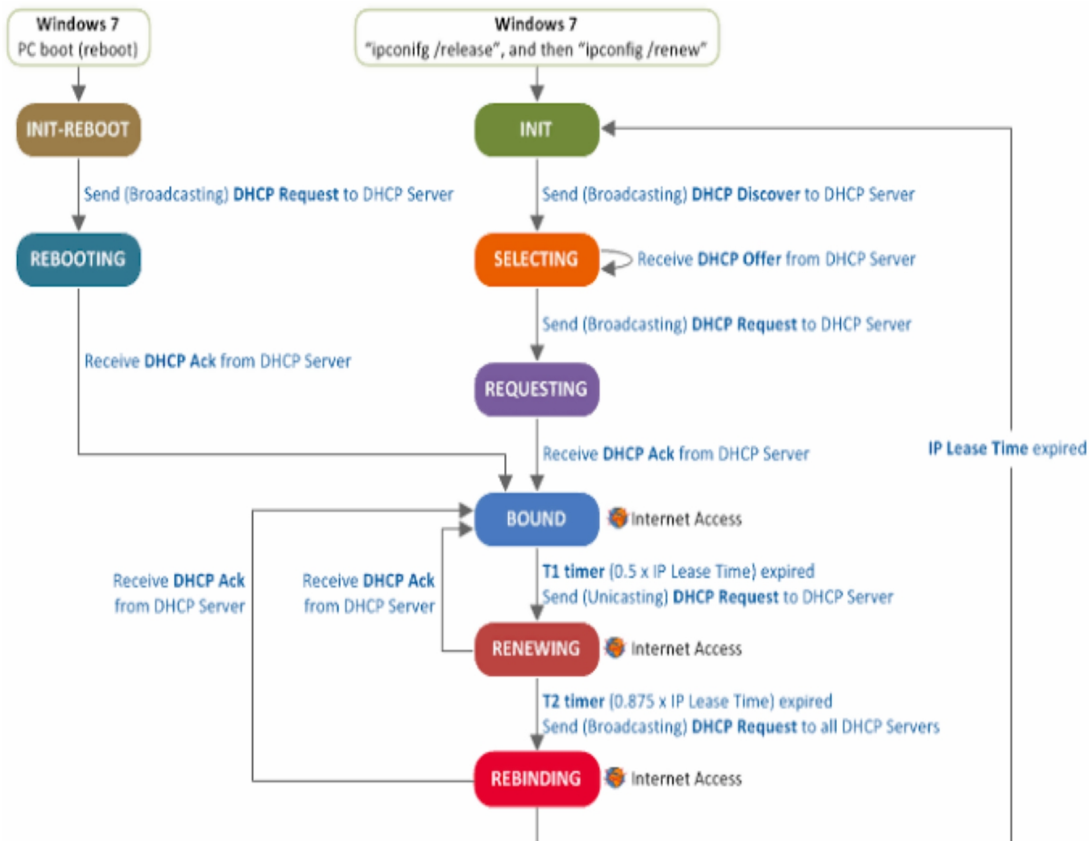 Windows 7
PC boot (reboot)
Windows 7
"ipconifg /release", and then "ipconfig /renew"
INIT-REBOOT
INIT
Send (Broadcasting) DHCP Request to DHCP Server
Send (Broadcasting) DHCP Discover to DHCP Server
REBOOTING
SELECTING
Receive DHCP Offer from DHCP Server
Send (Broadcasting) DHCP Request to DHCP Server
Receive DHCP Ack from DHCP Server
REQUESTING
Receive DHCP Ack from DHCP Server
IP Lease Time expired
BOUND
Internet Access
Receive DHCP Ack
from DHCP Server
Receive DHCP Ack
from DHCP Server
T1 timer (0.5 x IP Lease Time) expired
Send (Unicasting) DHCP Request to DHCP Server
RENEWING
Internet Access
T2 timer (0.875 x IP Lease Time) expired
Send (Broadcasting) DHCP Request to all DHCP Servers
REBINDING
Internet Access